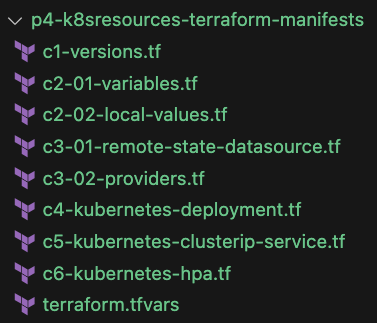 p4-k8sresources-terraform-manifests
c1-versions.tf
c2-01-variables.tf
c2-02-local-values.tf
c3-01-remote-state-datasource.tf
c3-02-providers.tf
c4-kubernetes-deployment.tf
c5-kubernetes-clusterip-service.tf
c6-kubernetes-hpa.tf
terraform.tfvars